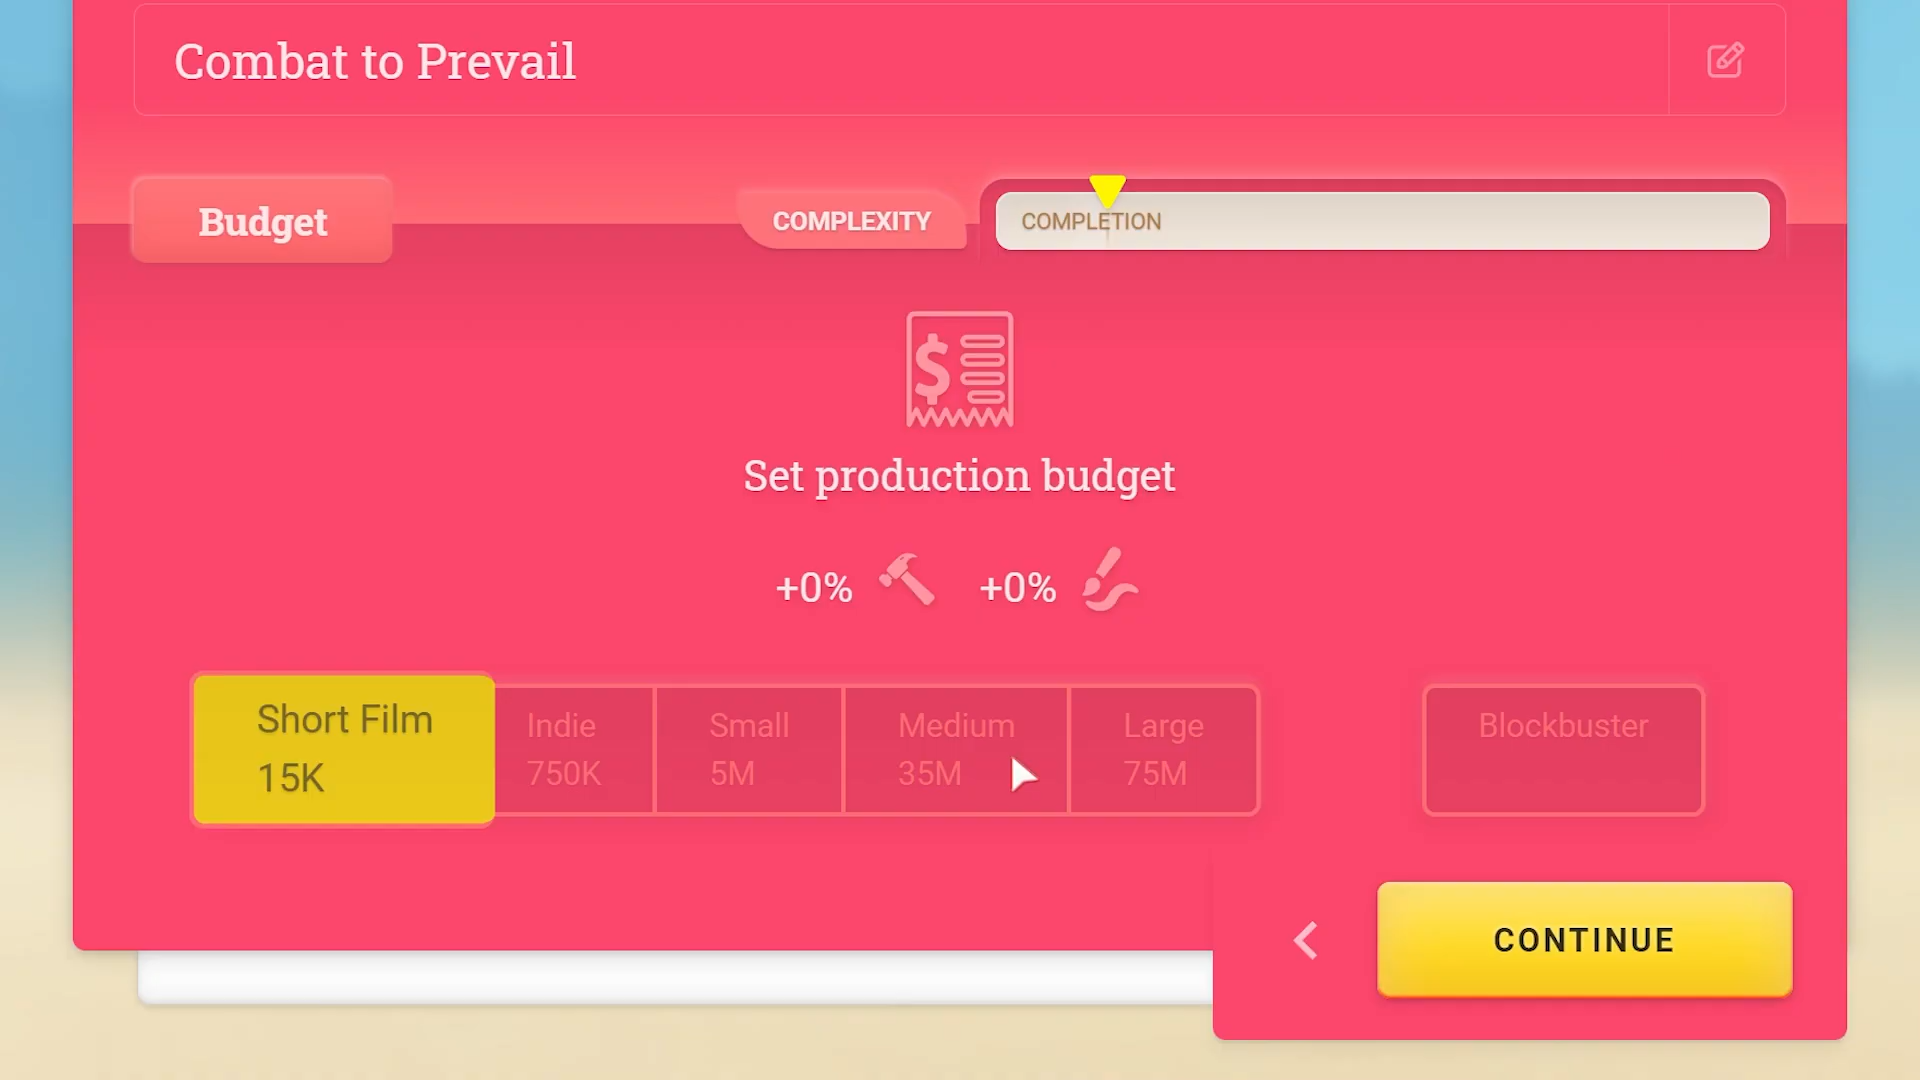 Combat to Prevail
Budget
COMPLEXITY
COMPLETION
Set production budget
+0% +0%
Short Film
15K
Indie
750K
Small
5M
Medium
35M
Large
75M
Blockbuster
CONTINUE